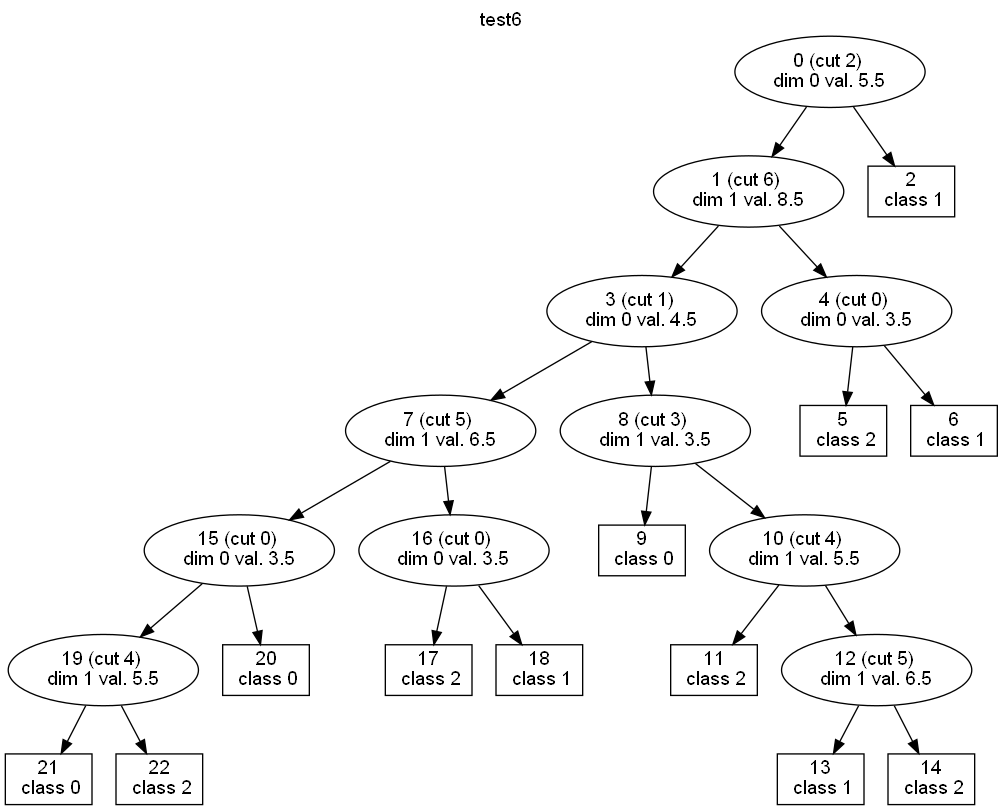 test6
0 (cut 2)
dim 0 val. 5.5
1 (cut 6)
dim 1 val. 8.5
2
class 1
3 (cut 1)
dim 0 val. 4.5
4 (cut 0)
dim 0 val. 3.5
7 (cut 5)
dim 1 val. 6.5
8 (cut 3)
dim 1 val. 3.5
5
class 2
6
class 1
15 (cut 0)
dim 0 val. 3.5
16 (cut 0)
dim 0 val. 3.5
9
class 0
10 (cut 4)
dim 1 val. 5.5
19 (cut 4)
dim 1 val. 5.5
20
class 0
17
class 2
18
class 1
11
class 2
12 (cut 5)
dim 1 val. 6.5
21
class 0
22
class 2
13
class 1
14
class 2